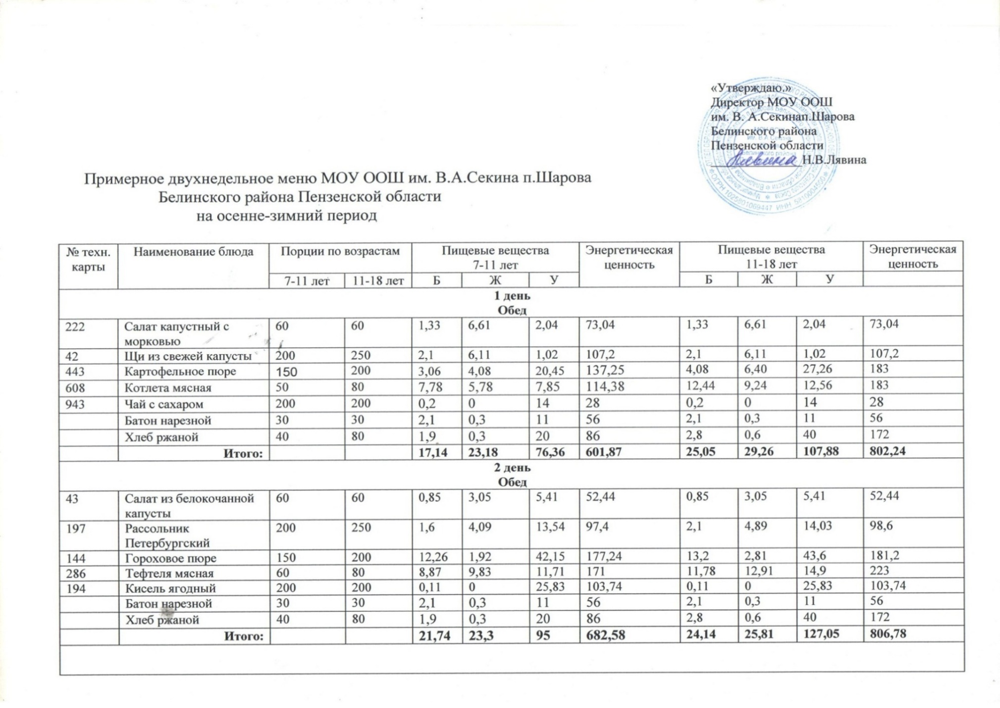 «Утверждаю.»
Директор МОУ ООШ
им. В. А.Секинап.Шарова
Белинского района
Пензенской области
Н.В.Лявина
Примерное двухнедельное меню МОУ ООШ им. В.А.Секина п.Шарова
Белинского района Пензенской области
на осенне-зимний период
№ техн. карты Наименование блюда Порции по возрастам Пищевые вещества 7-11 лет Энергетическая ценность Пищевые вещества 11-18 лет Энергетическая ценность
7-11 лет 11-18 лет Б Ж У Б Ж У
1 день
Обед
222 Салат капустный с морковью 60 60 1,33 6,61 2,04 73,04 1,33 6,61 2,04 73,04
42 Щи из свежей капусты 200 250 2,1 6,11 1,02 107,2 2,1 6,11 1,02 107,2
443 Картофельное пюре 150 200 3,06 4,08 20,45 137,25 4,08 6,40 27,26 183
608 Котлета мясная 50 80 7,78 5,78 7,85 114,38 12,44 9,24 12,56 183
943 Чай с сахаром 200 200 0,2 0 14 28 0,2 0 14 28
Батон нарезной 30 30 2,1 0,3 11 56 2,1 0,3 11 56
Хлеб ржаной 40 80 1,9 0,3 20 86 2,8 0,6 40 172
Итого: 17,14 23,18 76,36 601,87 25,05 29,26 107,88 802,24
2 день
Обед
43 Салат из белокочанной капусты 60 60 0,85 3,05 5,41 52,44 0,85 3,05 5,41 52,44
197 Рассольник Петербургский 200 250 1,6 4,09 13,54 97,4 2,1 4,89 14,03 98,6
144 Гороховое пюре 150 200 12,26 1,92 42,15 177,24 13,2 2,81 43,6 181,2
286 Тефтеля мясная 60 80 8,87 9,83 11,71 171 11,78 12,91 14,9 223
194 Кисель ягодный 200 200 0,11 0 25,83 103,74 0,11 0 25,83 103,74
Батон нарезной 30 30 2,1 0,3 11 56 2,1 0,3 11 56
Хлеб ржаной 40 80 1,9 0,3 20 86 2,8 0,6 40 172
Итого: 21,74 23,3 95 682,58 24,14 25,81 127,05 806,78